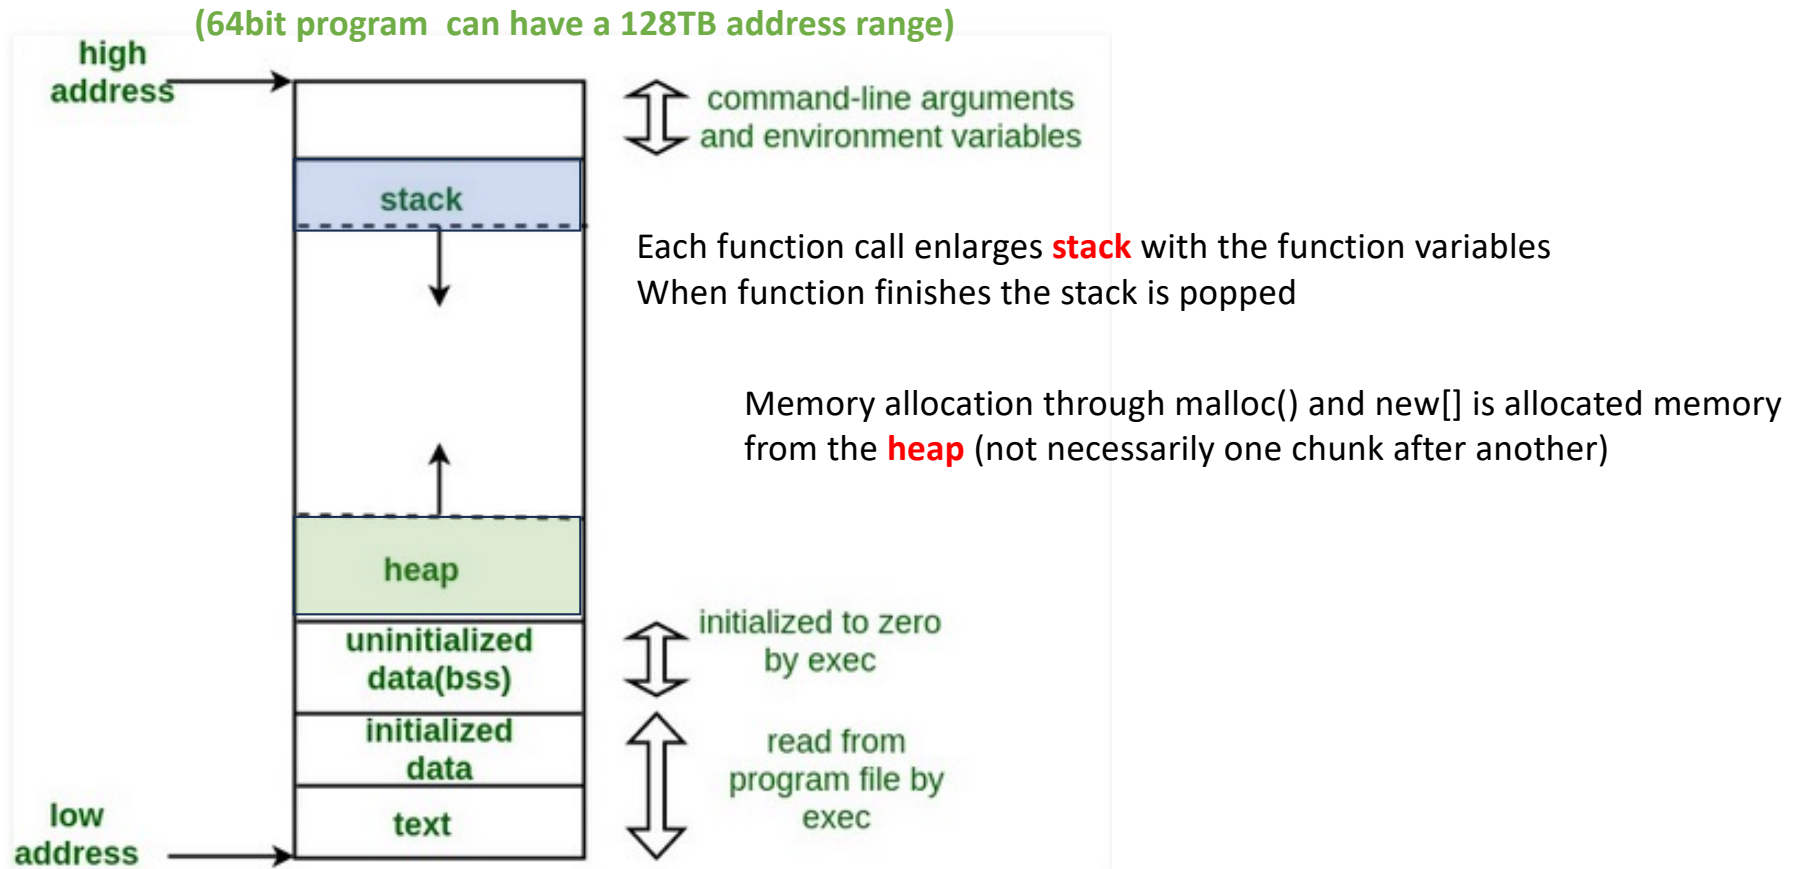 (64bit program can have a 128TB address range)
high
address
command-line arguments
and environment variables
stack
Each function call enlarges stack with the function variables
When function finishes the stack is popped
Memory allocation through malloc() and new[] is allocated memory
from the heap (not necessarily one chunk after another)
heap
uninitialized
data(bss)
initialized to zero
by exec
initialized
data
read from
program file by
exec
text
low
address